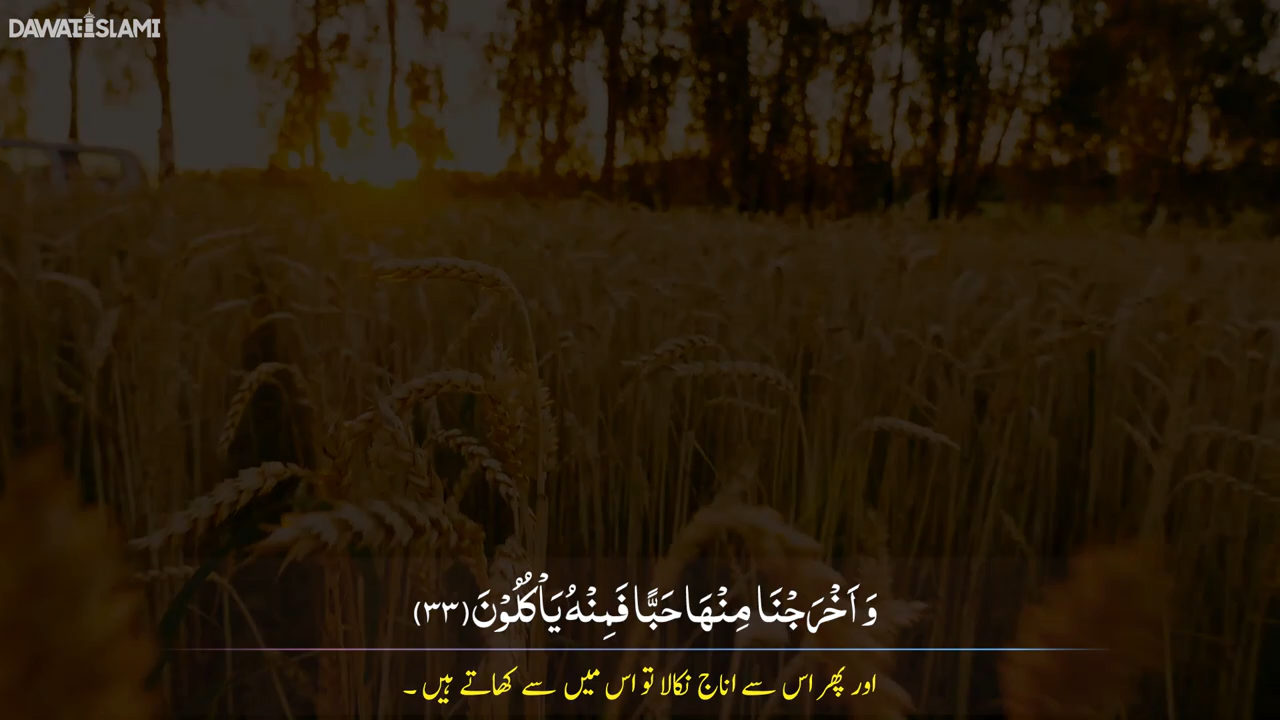 DAWATEISLAMI
وَ اَخْرَجْنَا مِنْهَا حَبًّا فَمِنْهُ یَاْكُلُوْنَ(۳۳)
اور پھر اس سے اناج نکالا تو اس میں سے کھاتے ہیں ۔